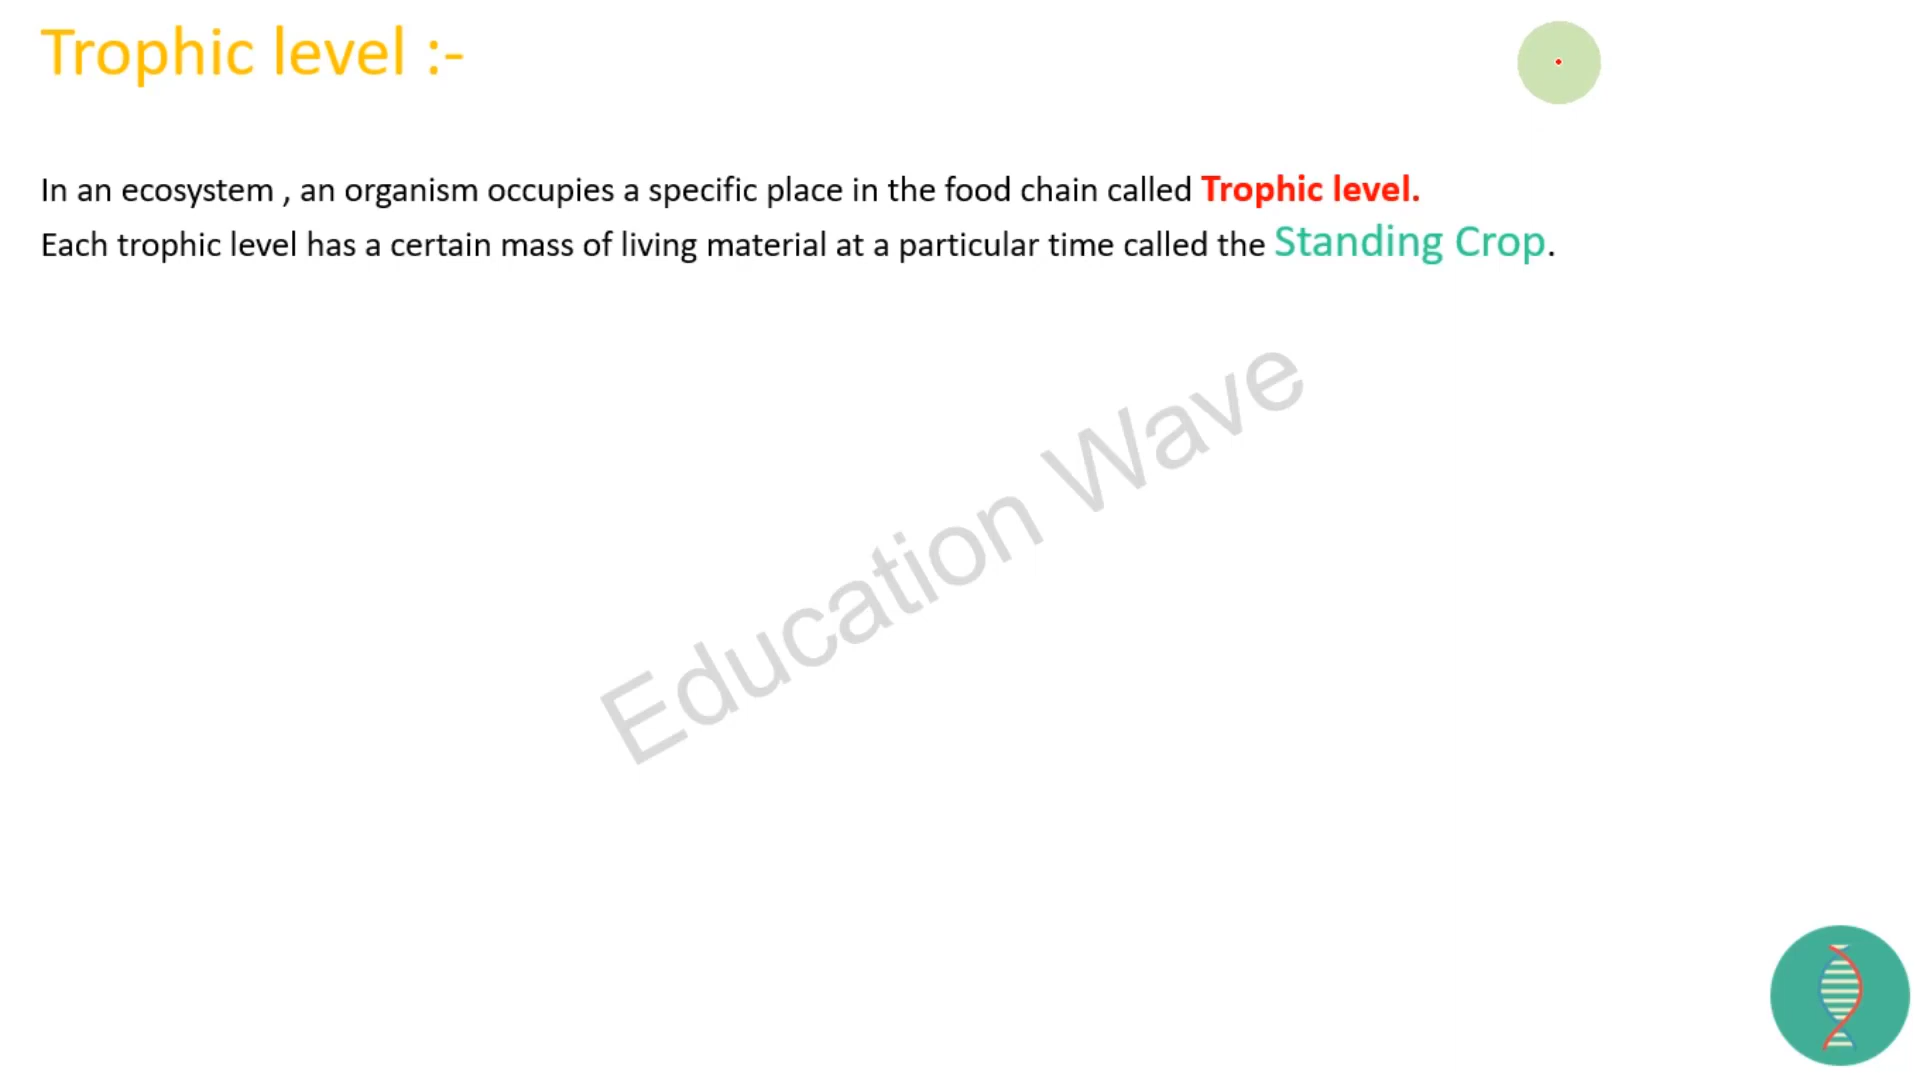 Trophic level :-
In an ecosystem , an organism occupies a specific place in the food chain called Trophic level.
Each trophic level has a certain mass of living material at a particular time called the Standing Crop.
Education Wave